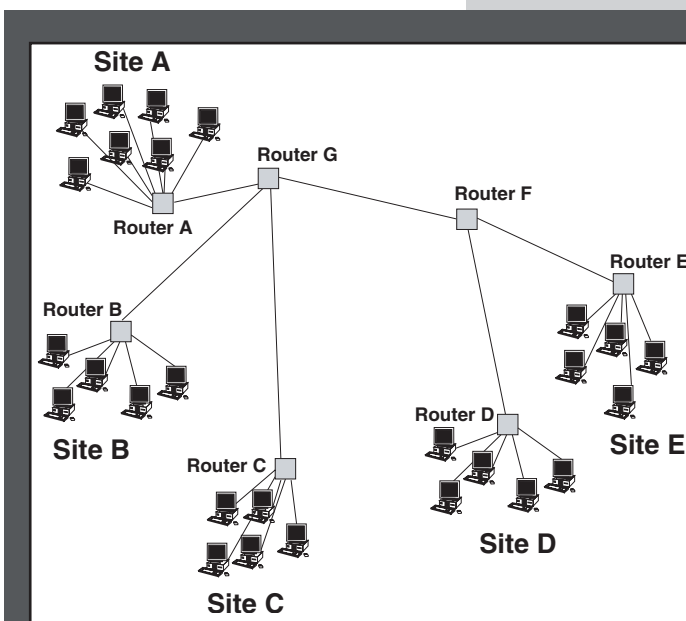 Site A
Router G
Router F
Router A
Router E
Router B
Router D
Site B
Site E
Router C
Site D
Site C